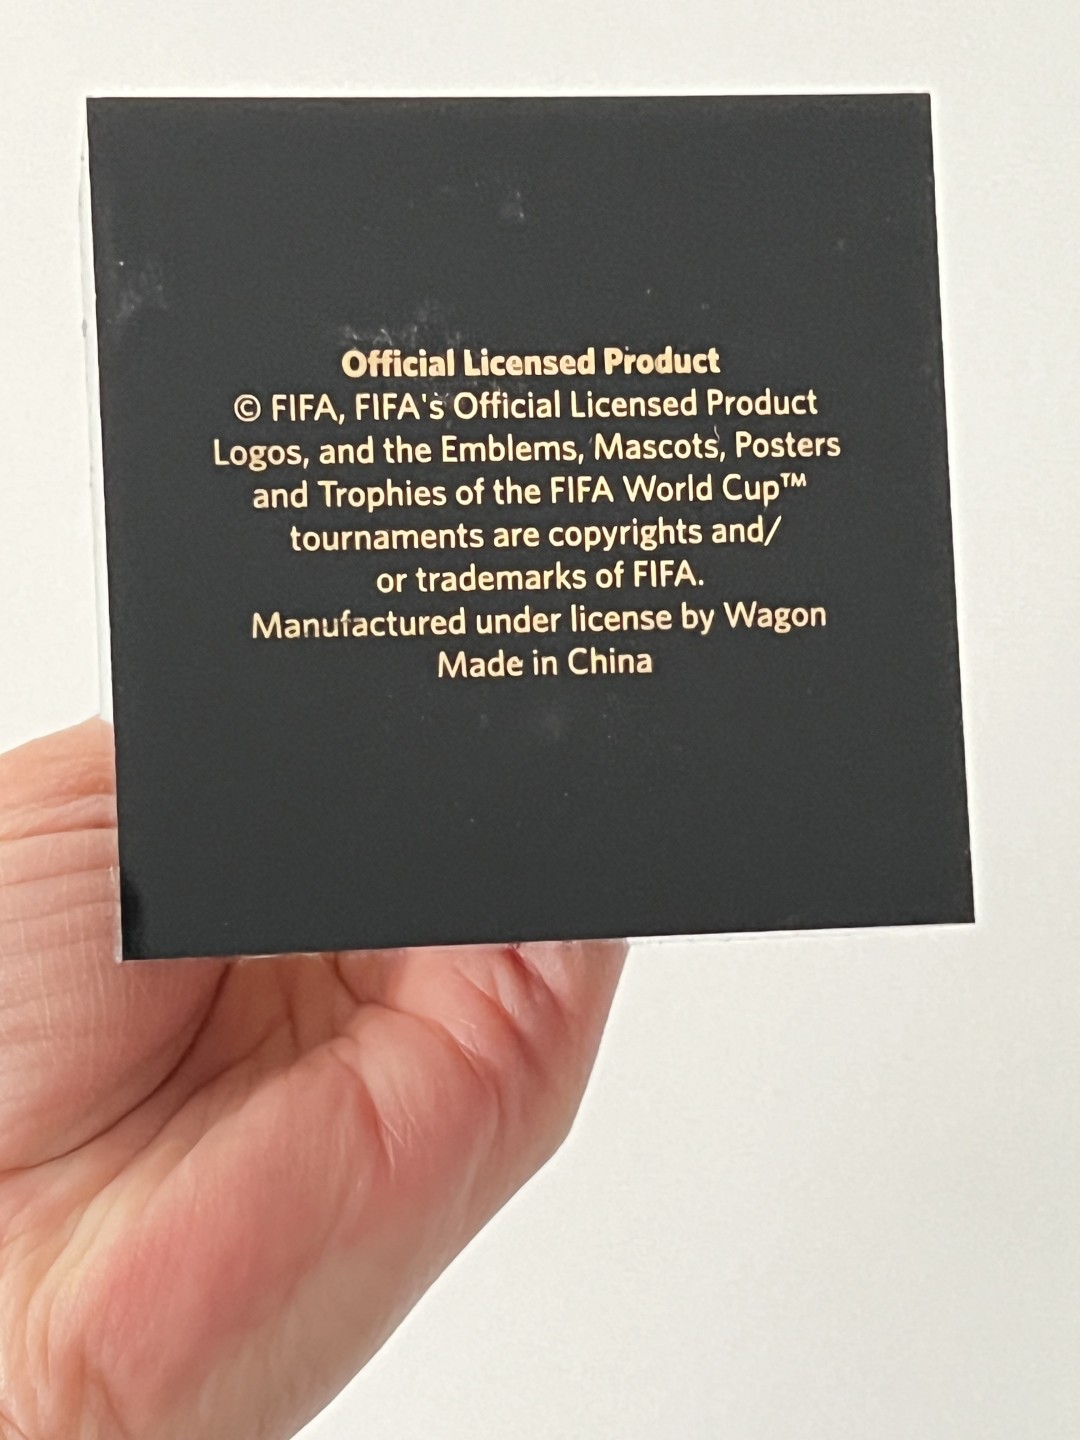 Official Licensed Product
© FIFA, FIFA's Official Licensed Product
Logos, and the Emblems, Mascots, Posters
and Trophies of the FIFA World Cup™
tournaments are copyrights and/
or trademarks of FIFA.
Manufactured under license by Wagon
Made in China